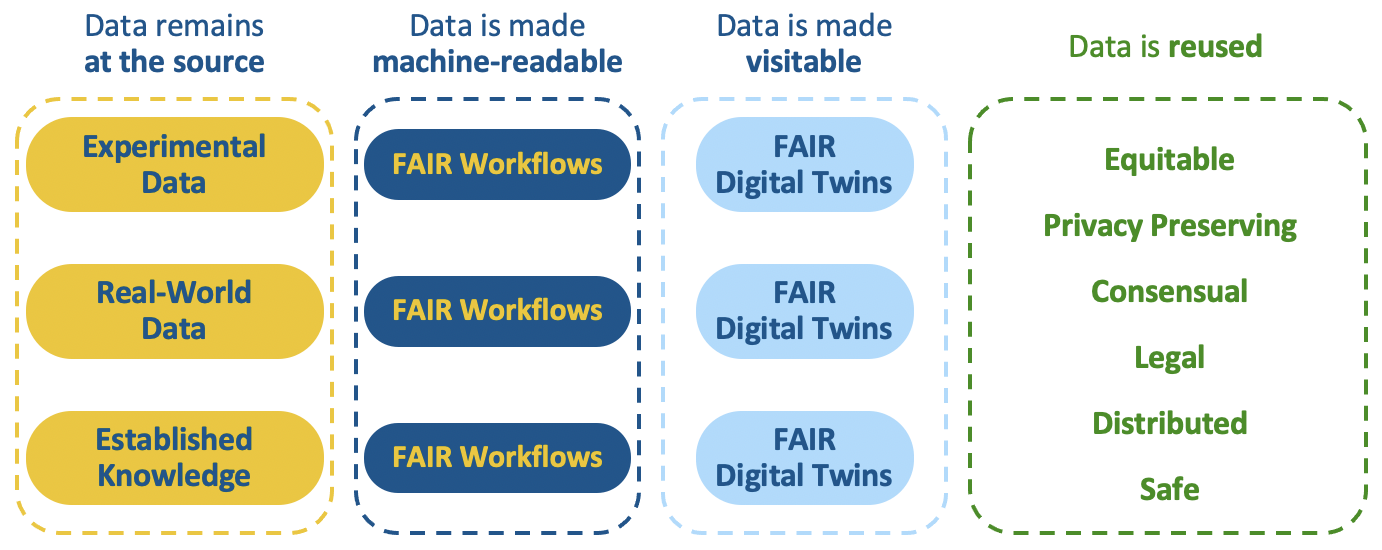 Data remains
at the source
Data is made
machine-readable
Data is made
visitable
Data is reused
Experimental
Data
Real-World
Data
Established
Knowledge
FAIR Workflows
FAIR Workflows
FAIR Workflows
FAIR
Digital Twins
FAIR
Digital Twins
FAIR
Digital Twins
Equitable
Privacy Preserving
Consensual
Legal
Distributed
Safe